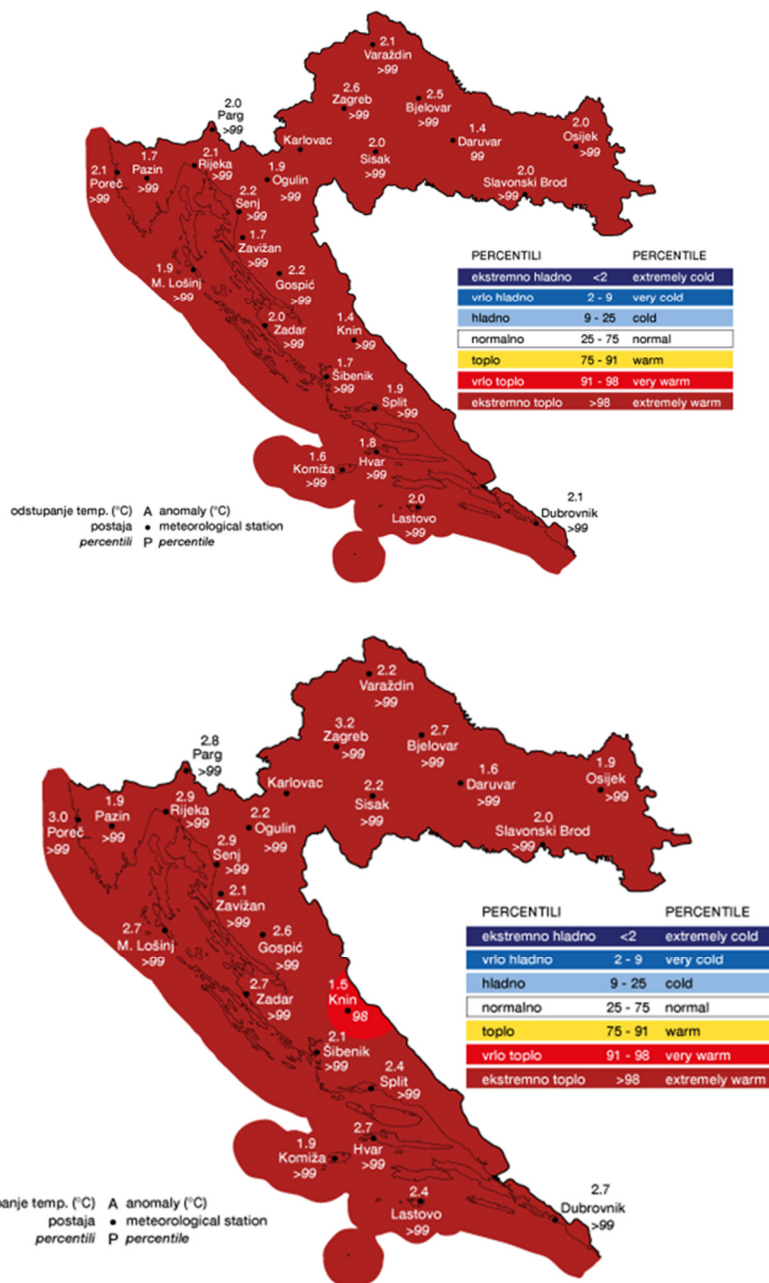 2.1
Varaždin
>99
2.6
Zagreb
>99
2.5
Bjelovar
>99
2.0
Parg
>99
Karlovac
2.0
Sisak
>99
1.4
Daruvar
99
2.0
Osijek
>99
2.1
Poreč
>99
1.7
Pazin
>99
2.1
Rijeka
>99
1.9
Ogulin
>99
2.0
Slavonski Brod
>99
2.2
Senj
>99
1.7
Zavižan
>99
1.9
M. Lošinj
>99
2.2
Gospić
>99
2.0
Zadar
>99
1.4
Knin
>99
1.7
Šibenik
>99
1.9
Split
>99
1.8
Hvar
>99
1.6
Komiža
>99
2.0
Lastovo
>99
2.1
Dubrovnik
>99
PERCENTILI PERCENTILE
ekstremno hladno <2 extremely cold
vrlo hladno 2 - 9 very cold
hladno 9 - 25 cold
normalno 25 - 75 normal
toplo 75 - 91 warm
vrlo toplo 91 - 98 very warm
ekstremno toplo >98 extremely warm
odstupanje temp. (°C) A anomaly (°C)
postaja • meteorological station
percentili P percentile
2.2
Varaždin
>99
3.2
Zagreb
>99
2.7
Bjelovar
>99
2.8
Parg
>99
Karlovac
2.2
Sisak
>99
1.6
Daruvar
>99
1.9
Osijek
>99
3.0
Poreč
>99
1.9
Pazin
>99
2.9
Rijeka
>99
2.2
Ogulin
>99
2.0
Slavonski Brod
>99
2.9
Senj
>99
2.1
Zavižan
>99
2.7
M. Lošinj
>99
2.6
Gospić
>99
2.7
Zadar
>99
1.5
Knin
98
2.1
Šibenik
>99
2.4
Split
>99
2.7
Hvar
>99
1.9
Komiža
>99
2.4
Lastovo
>99
2.7
Dubrovnik
>99
PERCENTILI PERCENTILE
ekstremno hladno <2 extremely cold
vrlo hladno 2 - 9 very cold
hladno 9 - 25 cold
normalno 25 - 75 normal
toplo 75 - 91 warm
vrlo toplo 91 - 98 very warm
ekstremno toplo >98 extremely warm
panje temp. (°C) A anomaly (°C)
postaja • meteorological station
percentili P percentile